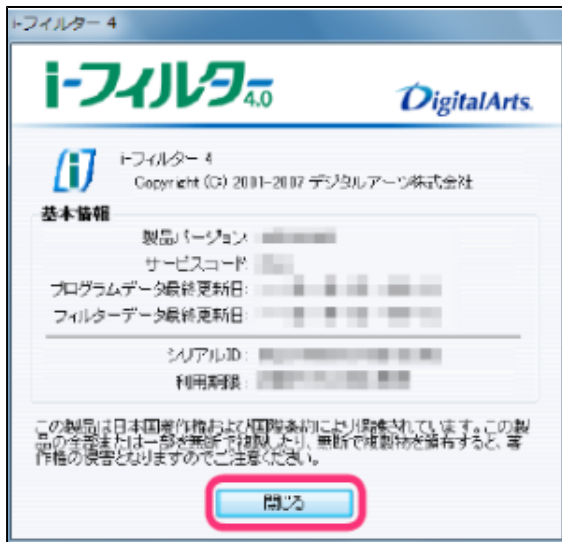 i-フィルター 4
i-フィルター 4.0
DigitalArts.
i-フィルター 4
Copyright (C) 2001-2007 デジタルアーツ株式会社
基本情報
製品バージョン:
サービスコード:
プログラムデータ最終更新日:
フィルターデータ最終更新日:
シリアルID:
利用期限:
この製品は日本国著作権および国際条約により保護されています。この製
品の全部または一部を無断で複製したり、無断で複製物を頒布すると、著
作権の侵害となりますのでご注意ください。
閉じる